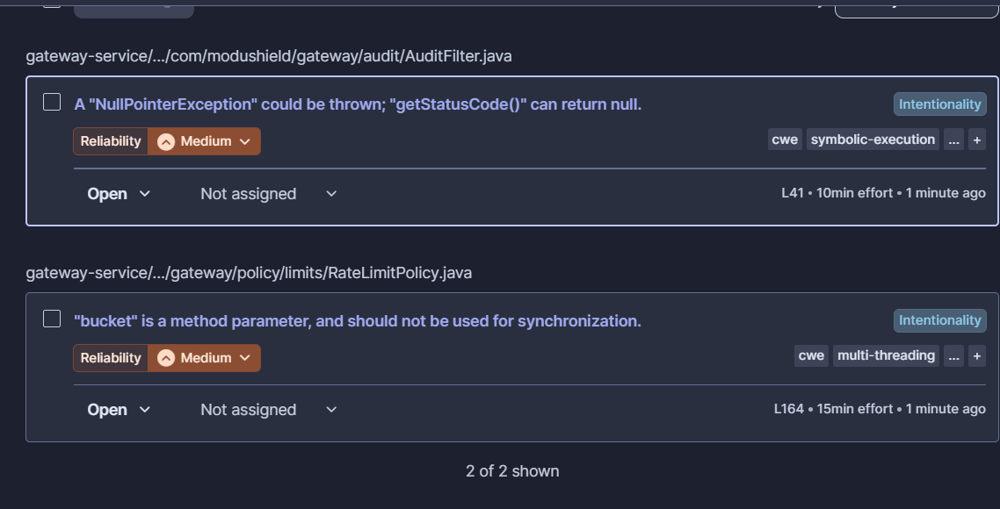 gateway-service/.../com/modushield/gateway/audit/AuditFilter.java
A "NullPointerException" could be thrown; "getStatusCode()" can return null.
Intentionality
Reliability Medium
cwe symbolic-execution ... +
Open Not assigned
L41 • 10min effort • 1 minute ago
gateway-service/.../gateway/policy/limits/RateLimitPolicy.java
"bucket" is a method parameter, and should not be used for synchronization.
Intentionality
Reliability Medium
cwe multi-threading ... +
Open Not assigned
L164 • 15min effort • 1 minute ago
2 of 2 shown